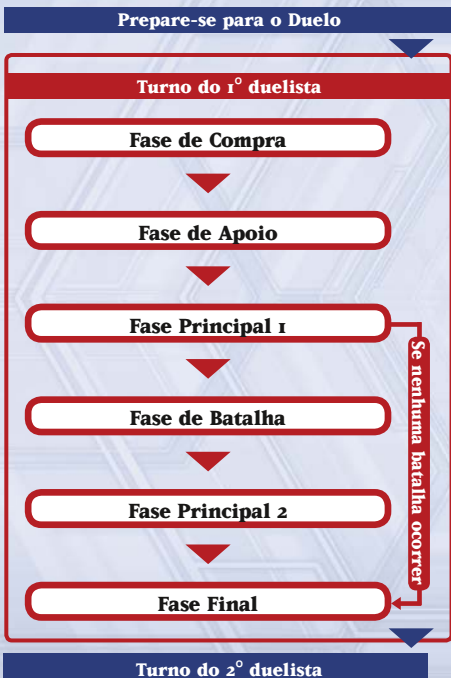 Prepare-se para o Duelo
Turno do 1° duelista
Fase de Compra
Fase de Apoio
Fase Principal 1
Se nenhuma batalha ocorrer
Fase de Batalha
Fase Principal 2
Fase Final
Turno do 2° duelista